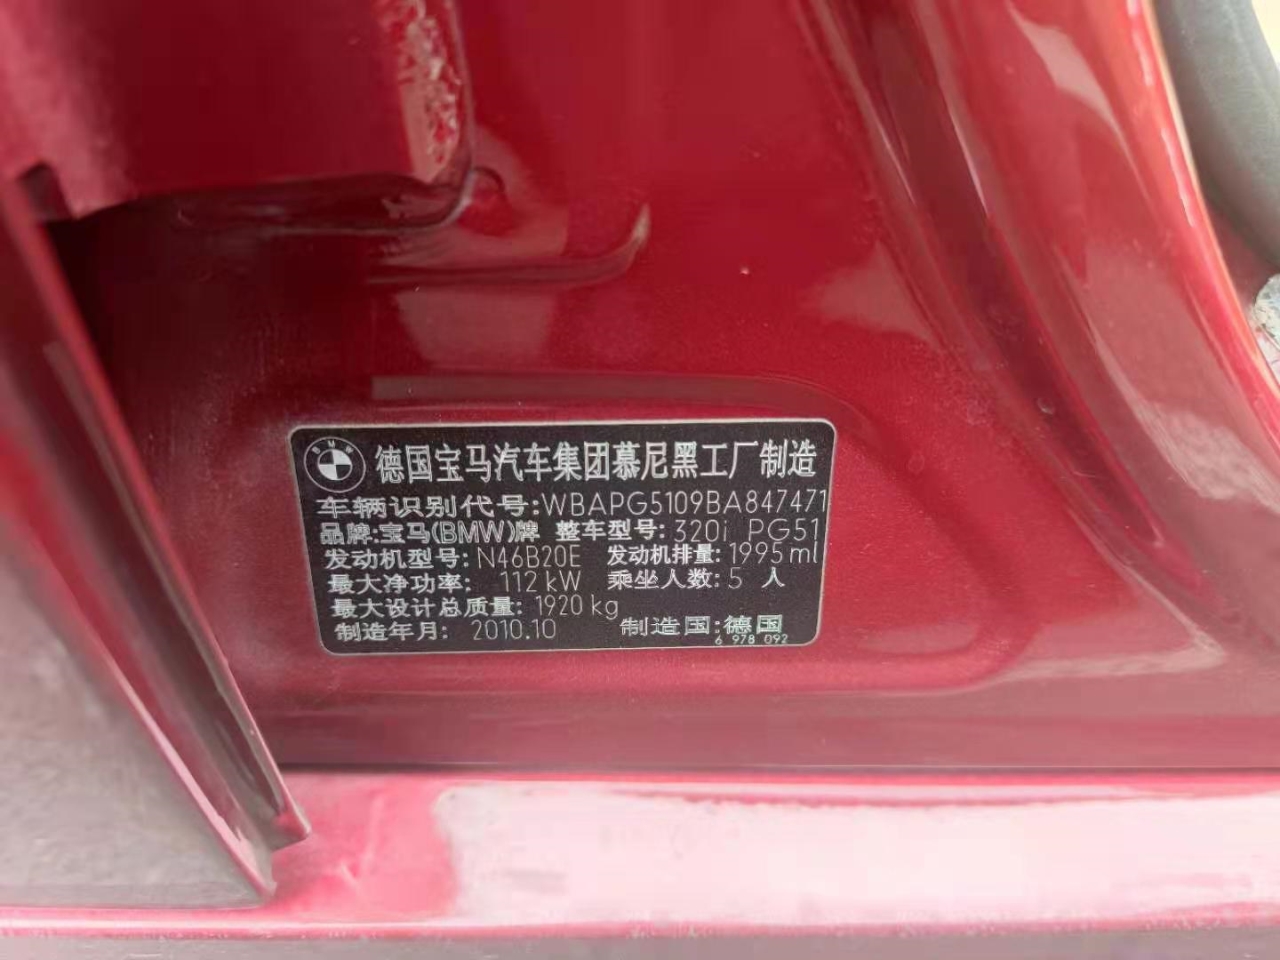 BMW
德国宝马汽车集团慕尼黑工厂制造
车辆识别代号:WBAPG5109BA847471
品牌:宝马(BMW)牌 整车型号:320i PG51
发动机型号:N46B20E 发动机排量:1995ml
最大净功率: 112kW 乘坐人数:5 人
最大设计总质量:1920kg
制造年月: 2010.10 制造国:德国
6 978 092